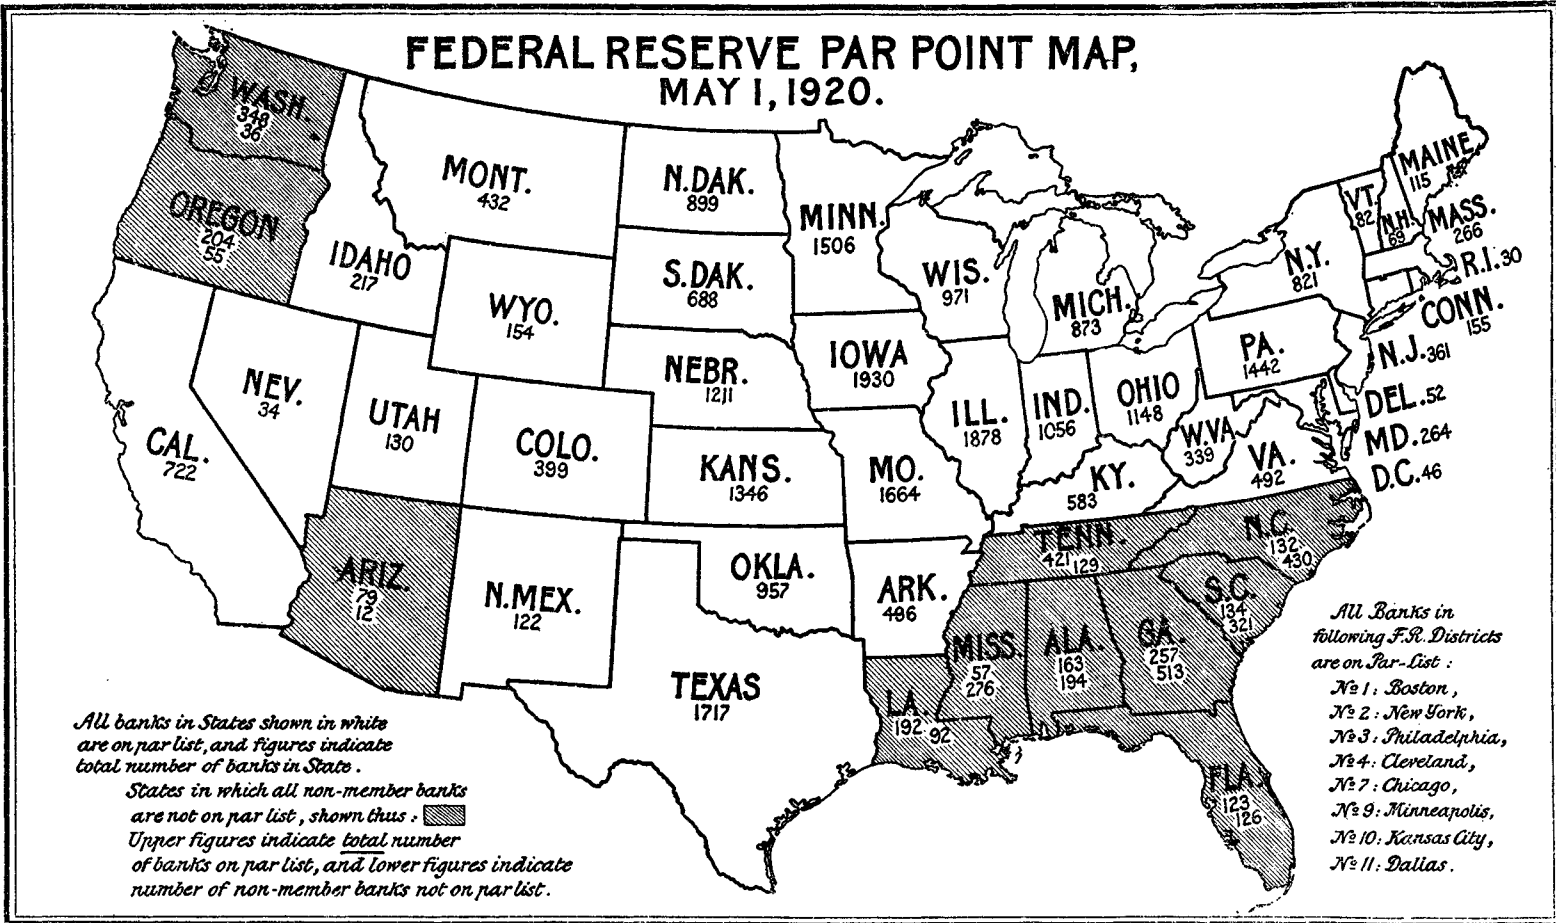 FEDERAL RESERVE PAR POINT MAP,
MAY 1, 1920.
WASH.
348
36
OREGON
204
55
MONT.
432
IDAHO
217
WYO.
154
N.DAK.
899
S.DAK.
688
NEBR.
1211
MINN.
1506
WIS.
971
MICH.
873
IOWA
1930
NEV.
34
UTAH
130
COLO.
399
CAL.
722
KANS.
1346
MO.
1664
ILL.
1878
IND.
1056
OHIO
1148
KY.
583
W.VA.
339
VA.
492
PA.
1442
N.Y.
821
VT.
82
N.H.
69
MAINE
115
MASS.
266
R.I. 30
CONN.
155
N.J. 361
DEL. 52
MD. 264
D.C. 46
ARIZ.
79
12
N.MEX.
122
OKLA.
957
ARK.
496
TEXAS
1717
TENN.
421 129
N.C.
132
430
S.C.
134
321
MISS.
57
276
ALA.
163
194
GA.
257
513
LA.
192 92
FLA.
123
126
All banks in States shown in white
are on par list, and figures indicate
total number of banks in State.
States in which all non-member banks
are not on par list, shown thus:
Upper figures indicate total number
of banks on par list, and lower figures indicate
number of non-member banks not on par list.
All Banks in
following F.R. Districts
are on Par-List:
No 1: Boston,
No 2: New York,
No 3: Philadelphia,
No 4: Cleveland,
No 7: Chicago,
No 9: Minneapolis,
No 10: Kansas City,
No 11: Dallas.